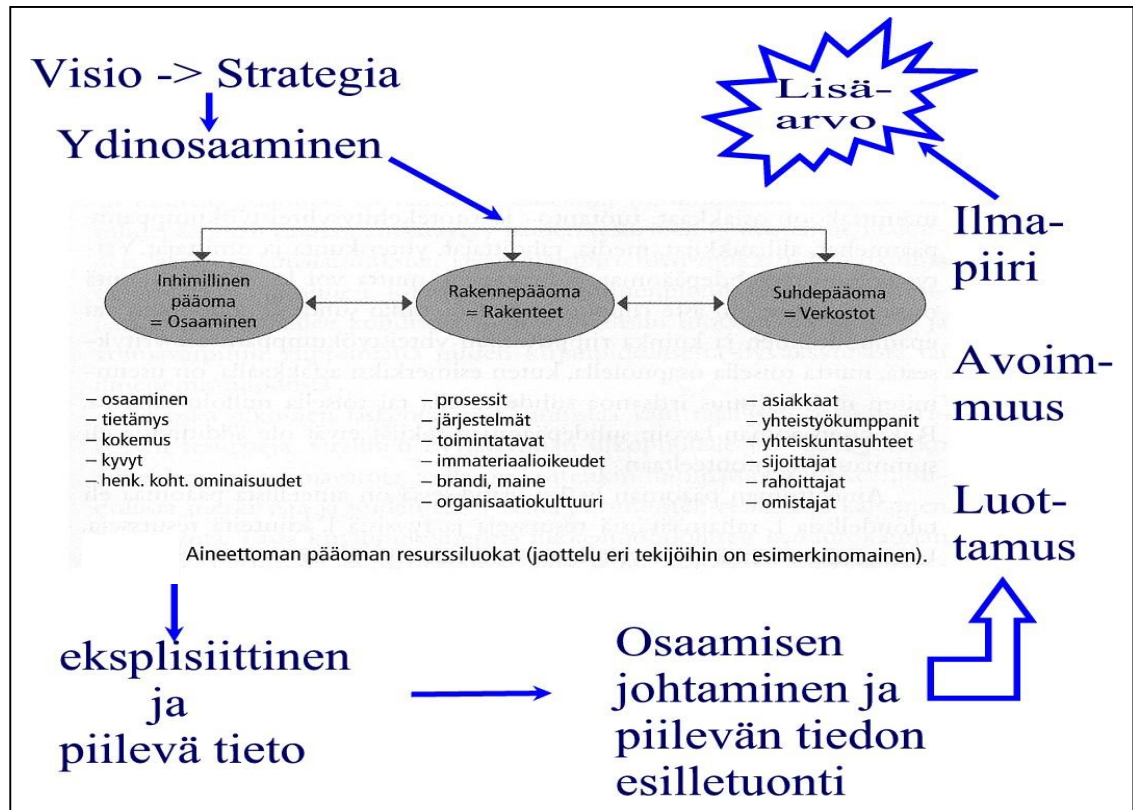 Visio -> Strategia
Ydinosaaminen
Lisä-
arvo
Ilma-
piiri
Avoim-
muus
Luot-
tamus
Inhimillinen
pääoma
= Osaaminen
Rakennepääoma
= Rakenteet
Suhdepääoma
= Verkostot
– osaaminen
– tietämys
– kokemus
– kyvyt
– henk. koht. ominaisuudet
– prosessit
– järjestelmät
– toimintatavat
– immateriaalioikeudet
– brandi, maine
– organisaatiokulttuuri
– asiakkaat
– yhteistyökumppanit
– yhteiskuntasuhteet
– sijoittajat
– rahoittajat
– omistajat
Aineettoman pääoman resurssiluokat (jaottelu eri tekijöihin on esimerkinomainen).
eksplisiittinen
ja
piilevä tieto
Osaamisen
johtaminen ja
piilevän tiedon
esilletuonti